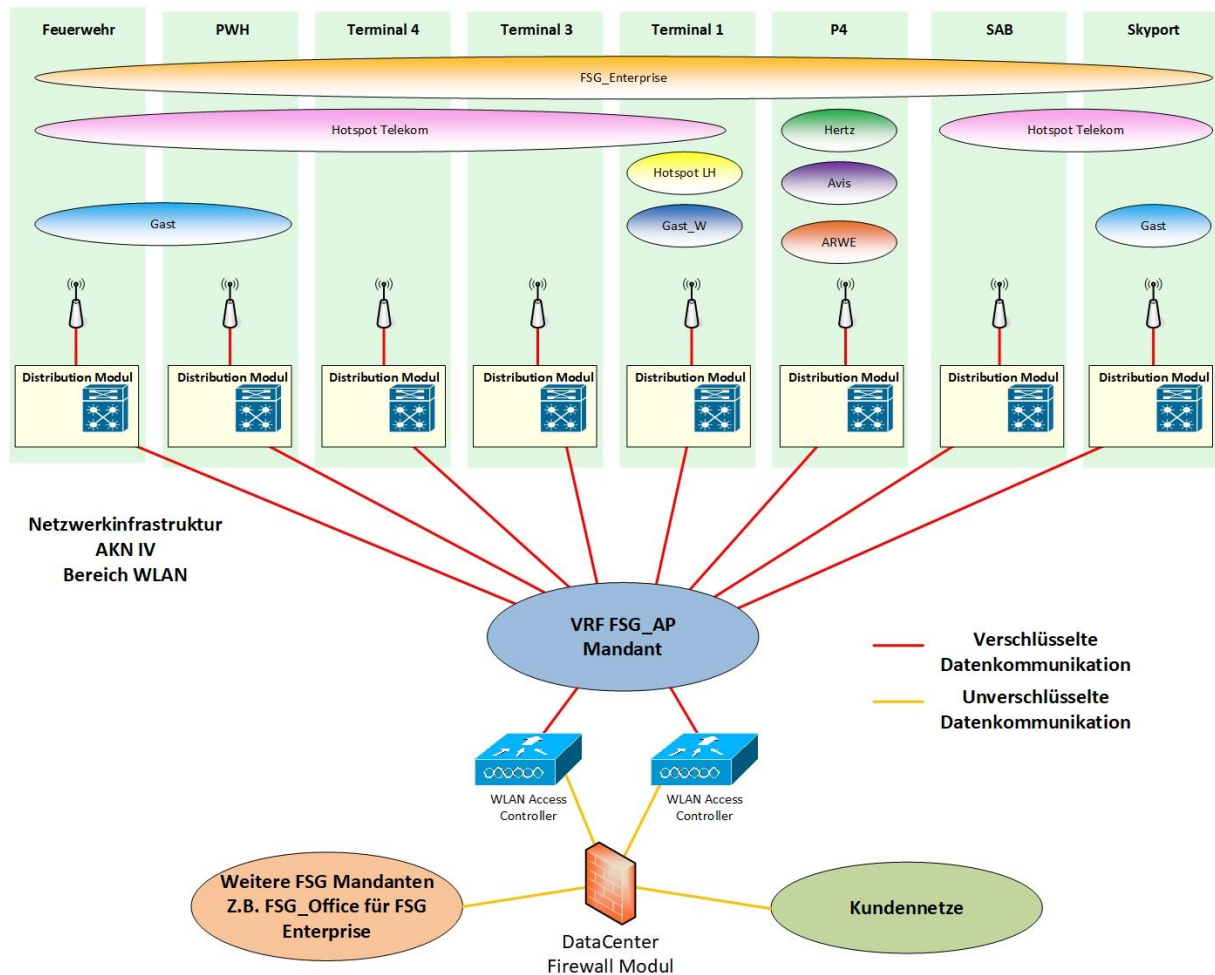 Feuerwehr
PWH
Terminal 4
Terminal 3
Terminal 1
P4
SAB
Skyport
FSG_Enterprise
Hotspot Telekom
Hertz
Hotspot Telekom
Hotspot LH
Avis
Gast
Gast_W
ARWE
Gast
Distribution Modul
Distribution Modul
Distribution Modul
Distribution Modul
Distribution Modul
Distribution Modul
Distribution Modul
Distribution Modul
Netzwerkinfrastruktur
AKN IV
Bereich WLAN
VRF FSG_AP
Mandant
Verschlüsselte
Datenkommunikation
Unverschlüsselte
Datenkommunikation
WLAN Access
Controller
WLAN Access
Controller
Weitere FSG Mandanten
Z.B. FSG_Office für FSG
Enterprise
Kundennetze
DataCenter
Firewall Modul